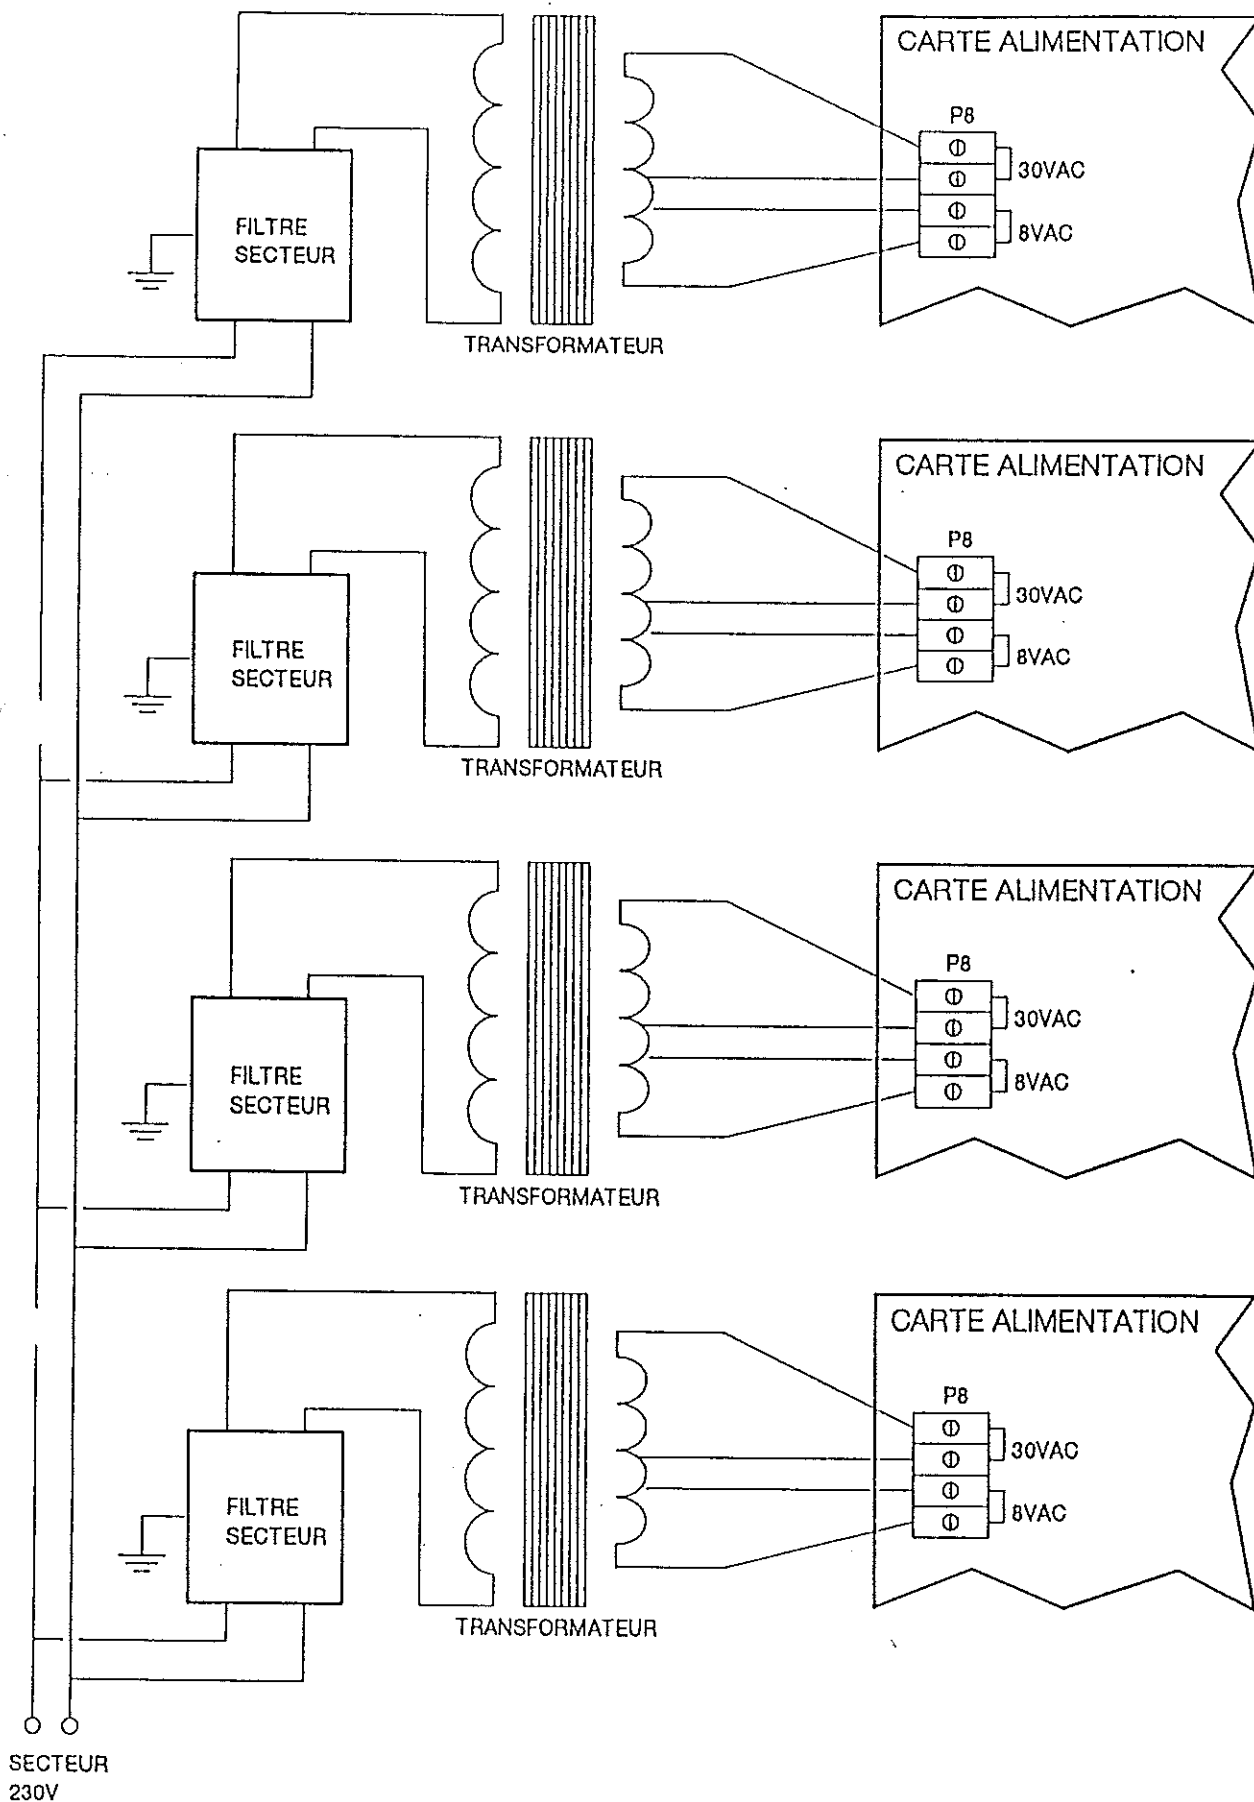 CARTE ALIMENTATION
P8
30VAC
8VAC
FILTRE
SECTEUR
TRANSFORMATEUR
CARTE ALIMENTATION
P8
30VAC
8VAC
FILTRE
SECTEUR
TRANSFORMATEUR
CARTE ALIMENTATION
P8
30VAC
8VAC
FILTRE
SECTEUR
TRANSFORMATEUR
CARTE ALIMENTATION
P8
30VAC
8VAC
FILTRE
SECTEUR
TRANSFORMATEUR
SECTEUR
230V